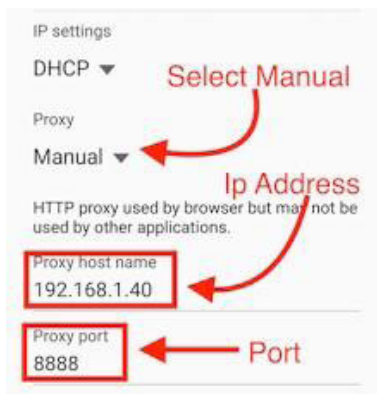 IP settings
DHCP
Select Manual
Proxy
Manual
Ip Address
HTTP proxy used by browser but may not be
used by other applications.
Proxy host name
192.168.1.40
Proxy port
8888
Port